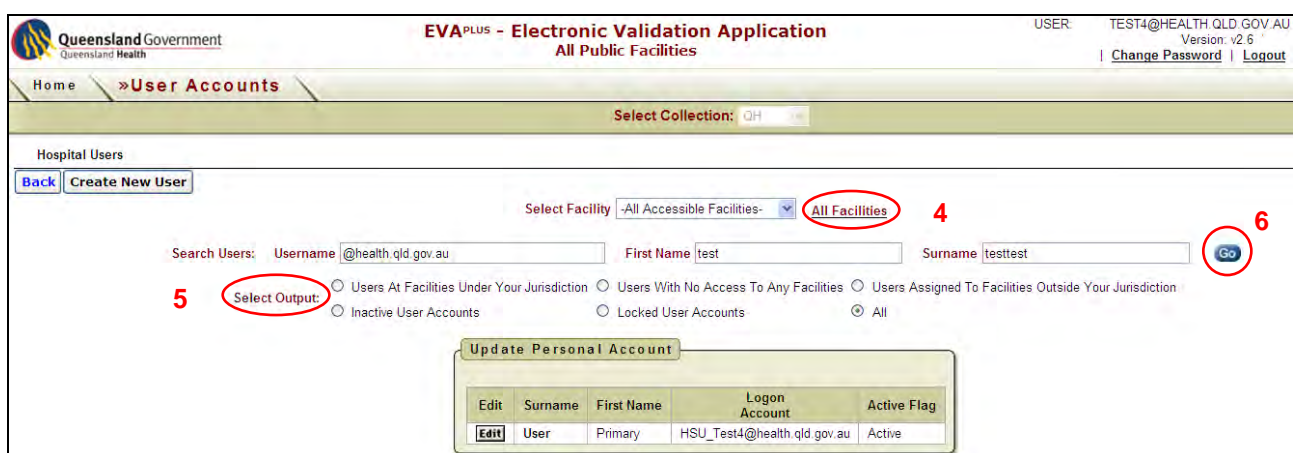 Queensland Government
Queensland Health
EVAPLUS - Electronic Validation Application
All Public Facilities
USER: TEST4@HEALTH.QLD.GOV.AU
Version: v2.6
| Change Password | Logout
Home »User Accounts
Select Collection: QH
Hospital Users
Back Create New User
Select Facility -All Accessible Facilities- All Facilities 4
6
Search Users: Username @health.qld.gov.au First Name test Surname testtest Go
5 Select Output: Users At Facilities Under Your Jurisdiction Users With No Access To Any Facilities Users Assigned To Facilities Outside Your Jurisdiction
Inactive User Accounts Locked User Accounts All
Update Personal Account
Edit Surname First Name Logon Account Active Flag
Edit User Primary HSU_Test4@health.qld.gov.au Active